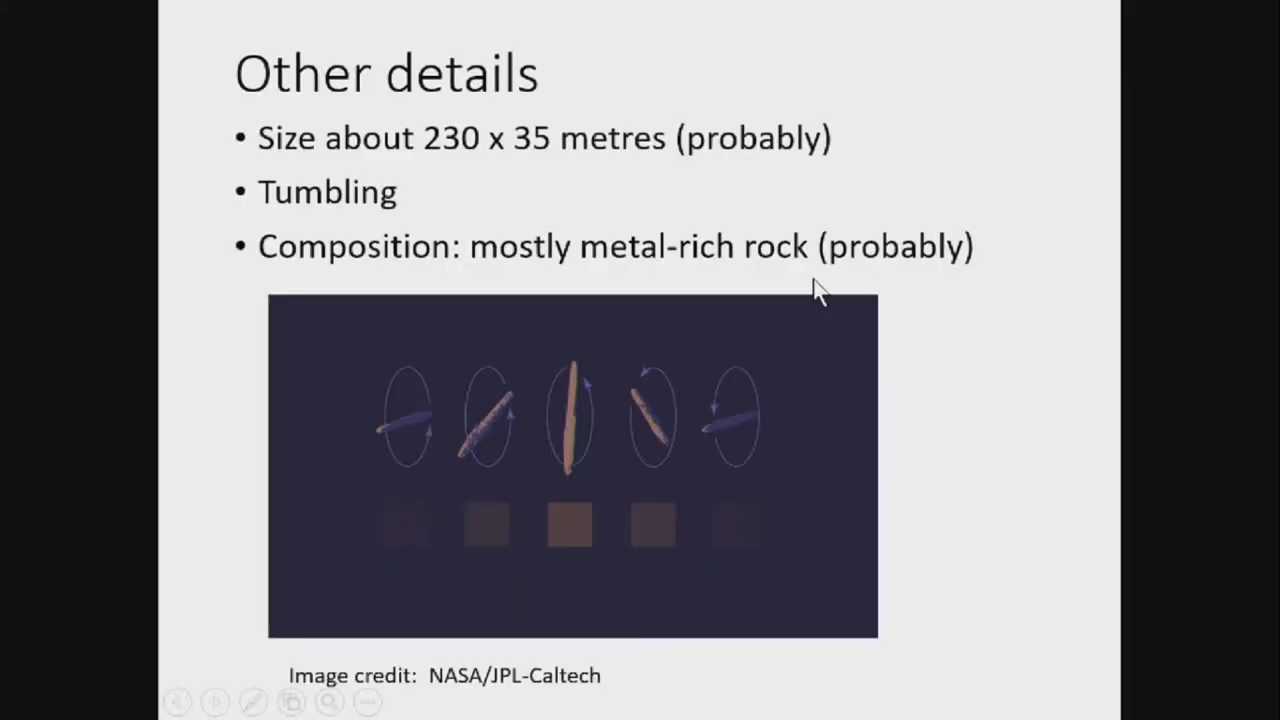 Other details
• Size about 230 x 35 metres (probably)
• Tumbling
• Composition: mostly metal-rich rock (probably)
Image credit: NASA/JPL-Caltech